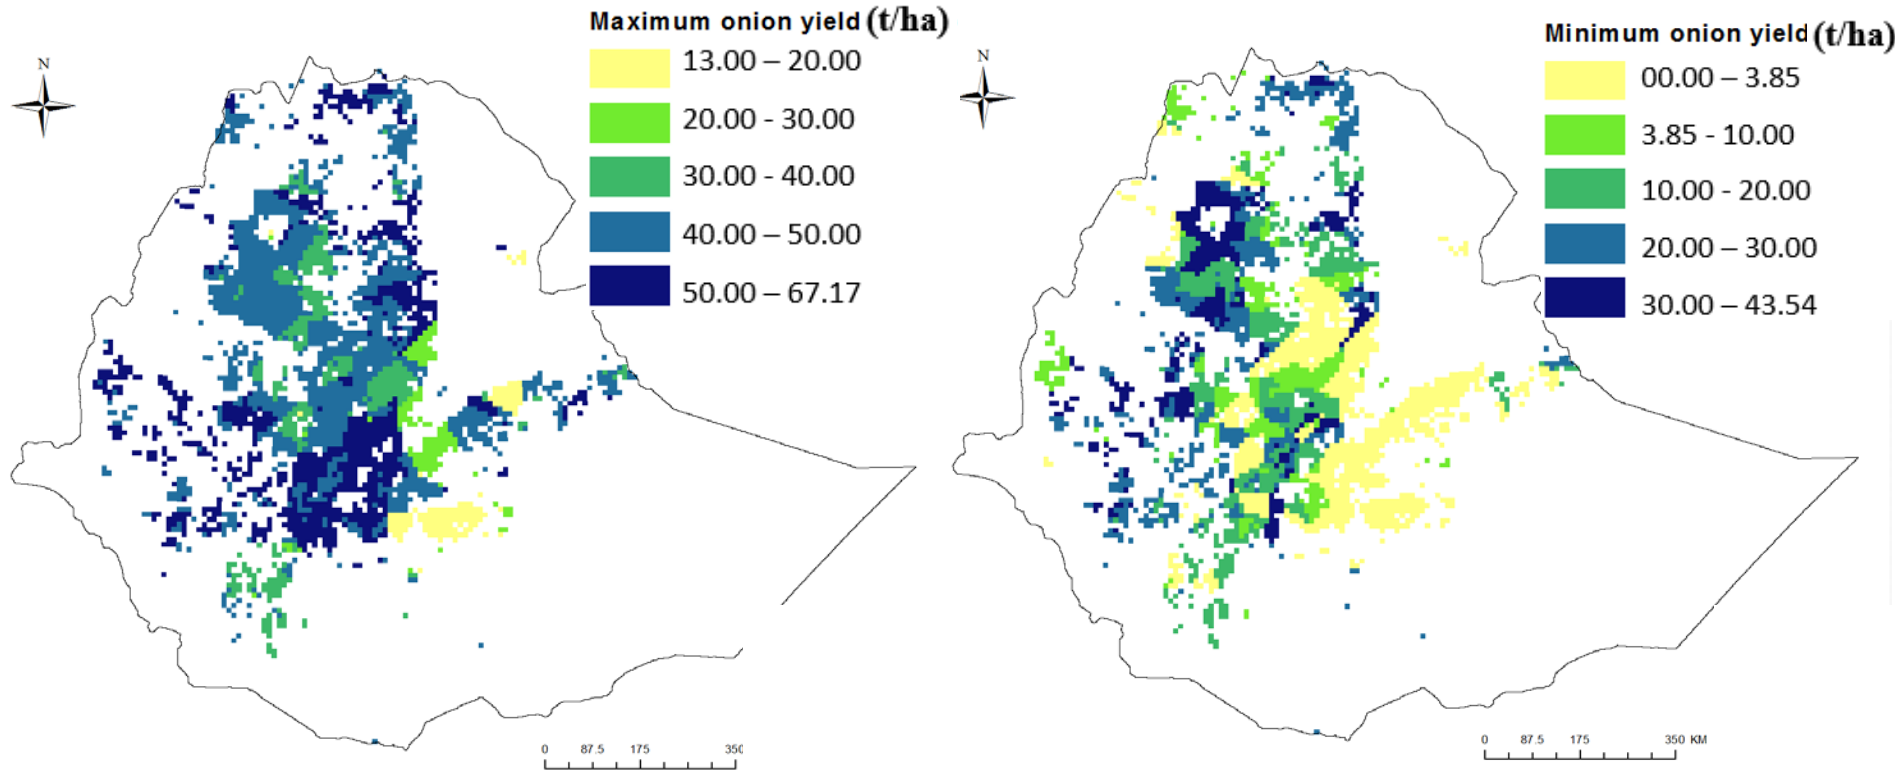 Maximum onion yield (t/ha)
N
13.00 – 20.00
20.00 - 30.00
30.00 - 40.00
40.00 – 50.00
50.00 – 67.17
0 87.5 175 350
Minimum onion yield (t/ha)
N
00.00 – 3.85
3.85 - 10.00
10.00 - 20.00
20.00 – 30.00
30.00 – 43.54
0 87.5 175 350 KM